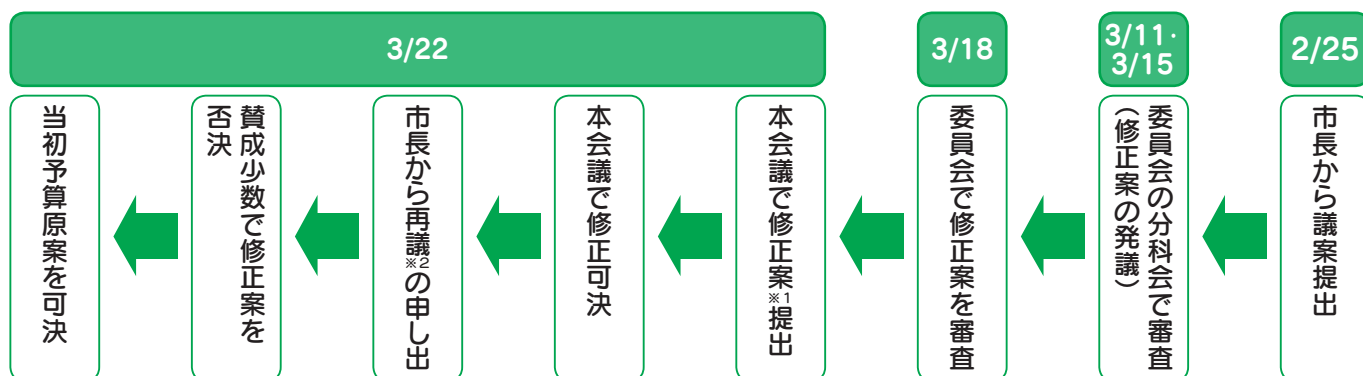 2/25
市長から議案提出
3/11・
3/15
委員会の分科会で審査
（修正案の発議）
3/18
委員会で修正案を審査
3/22
本会議で修正案※1提出
本会議で修正可決
市長から再議※2の申し出
賛成少数で修正案を
否決
当初予算原案を可決